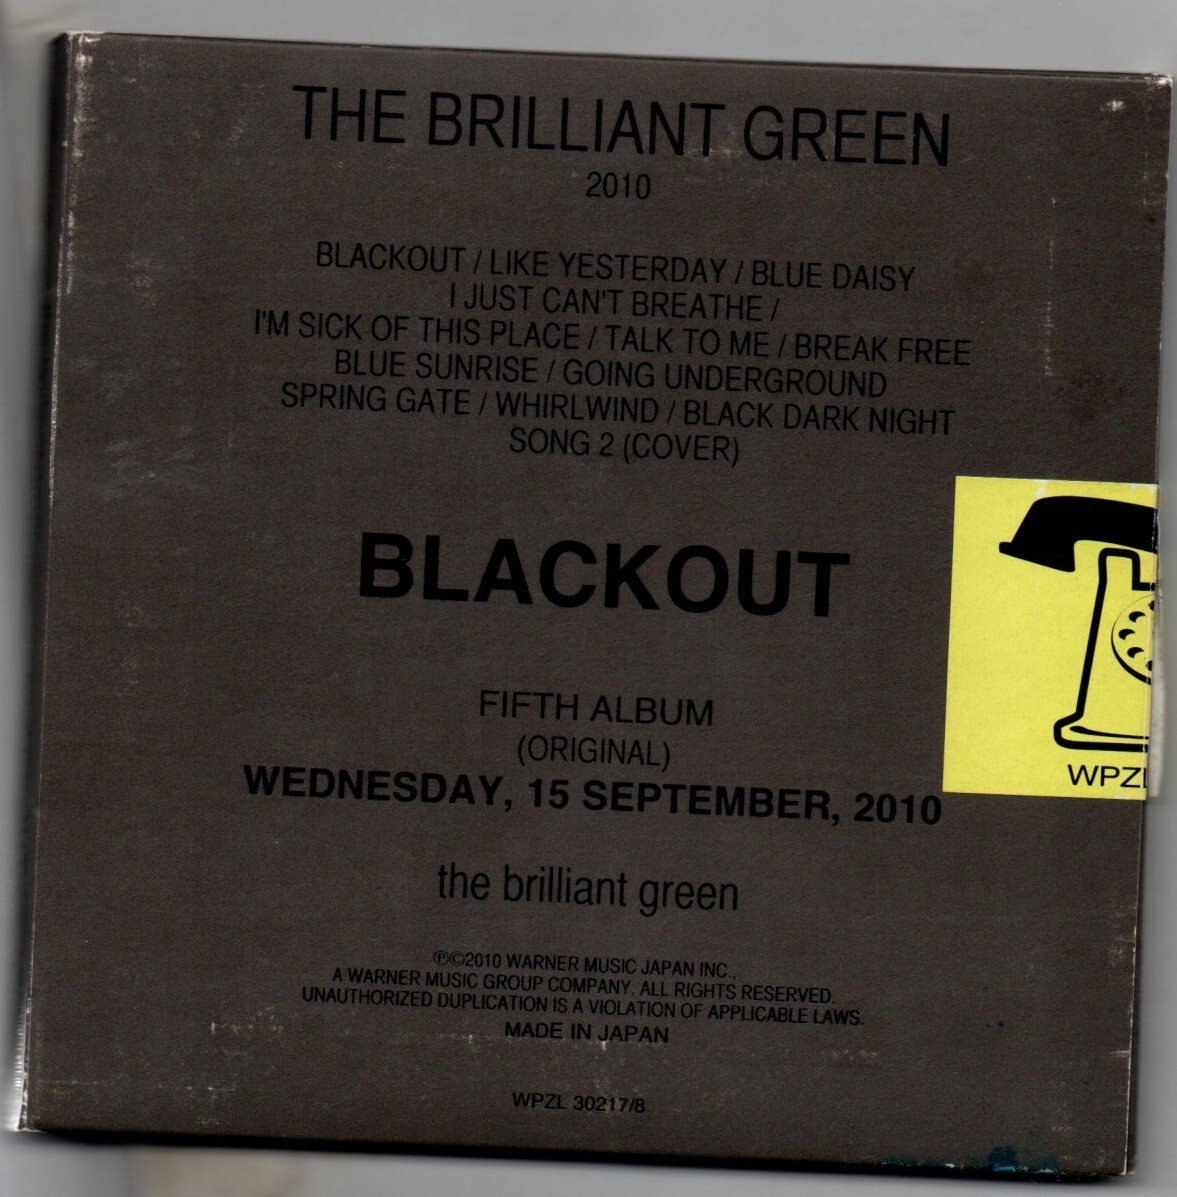 THE BRILLIANT GREEN
2010
BLACKOUT / LIKE YESTERDAY / BLUE DAISY
I JUST CAN'T BREATHE /
I'M SICK OF THIS PLACE / TALK TO ME / BREAK FREE
BLUE SUNRISE / GOING UNDERGROUND
SPRING GATE / WHIRLWIND / BLACK DARK NIGHT
SONG 2 (COVER)
BLACKOUT
FIFTH ALBUM
(ORIGINAL)
WEDNESDAY, 15 SEPTEMBER, 2010
WPZL
the brilliant green
℗©2010 WARNER MUSIC JAPAN INC.,
A WARNER MUSIC GROUP COMPANY. ALL RIGHTS RESERVED.
UNAUTHORIZED DUPLICATION IS A VIOLATION OF APPLICABLE LAWS.
MADE IN JAPAN
WPZL 30217/8